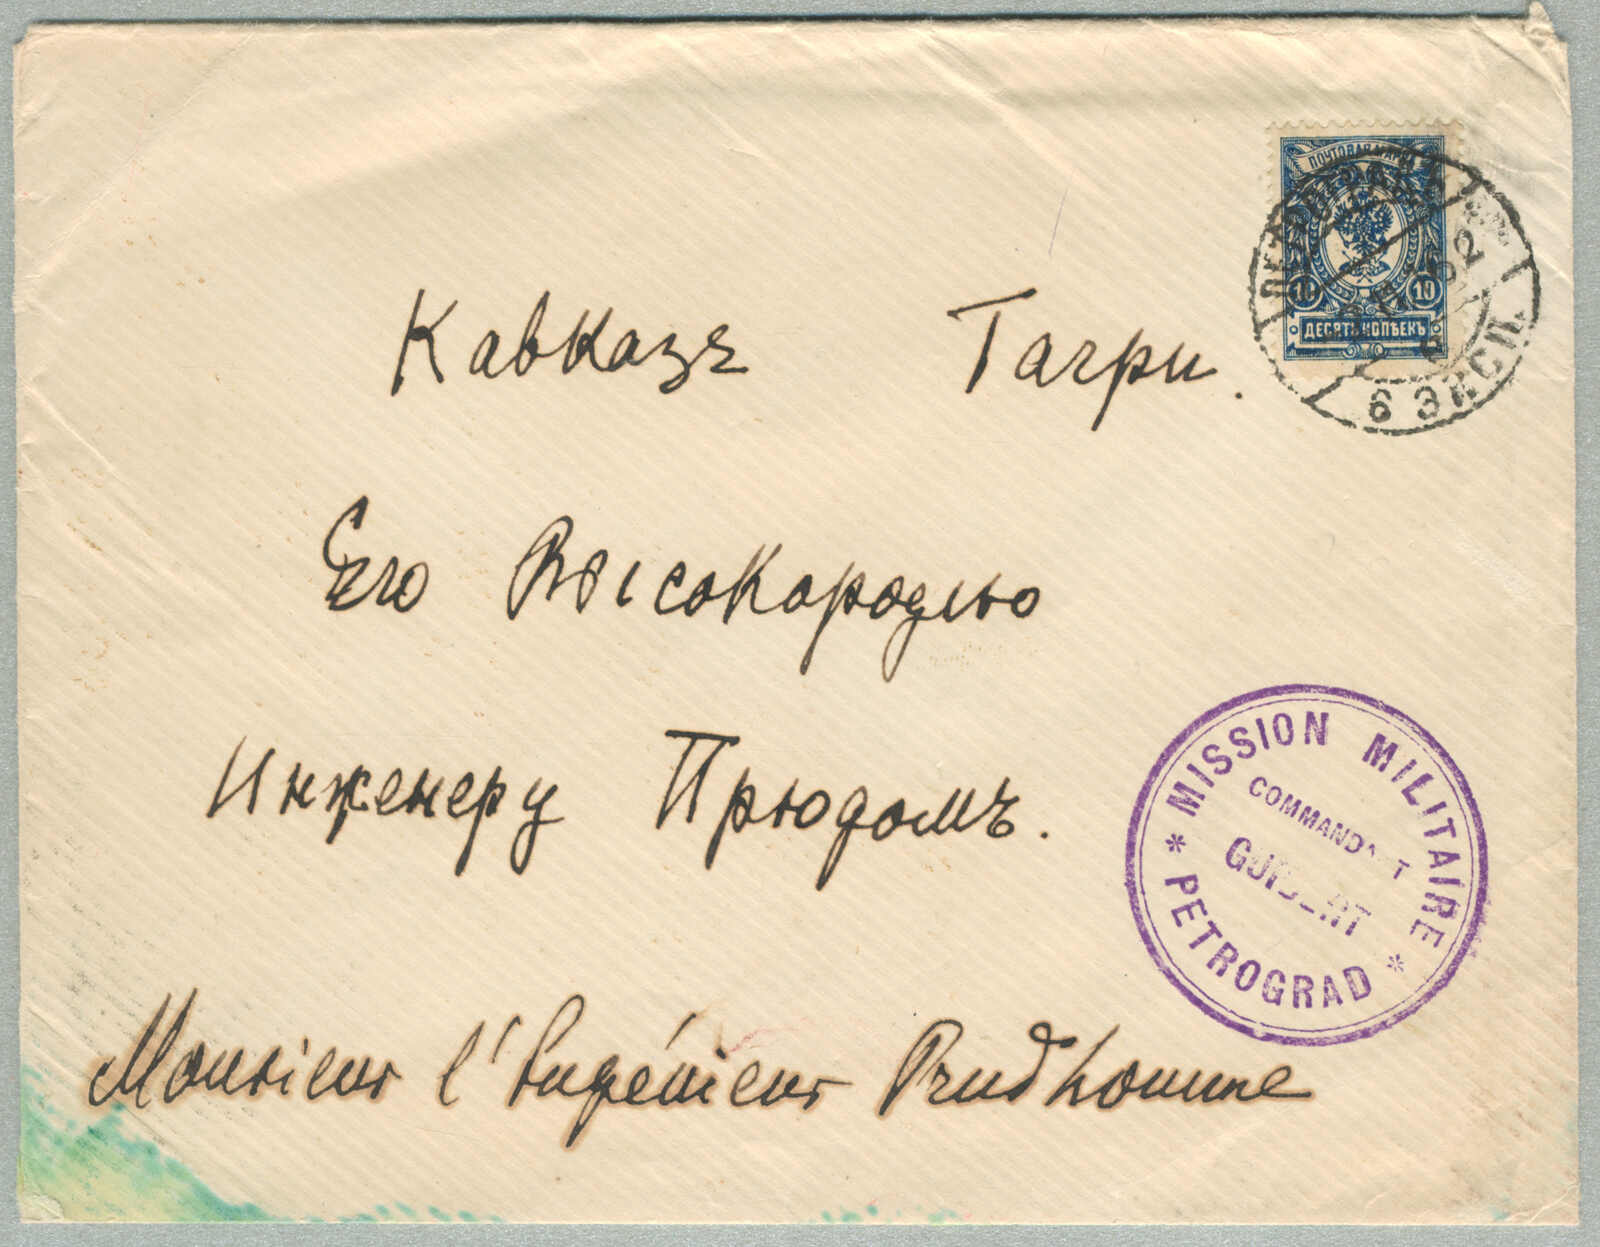 ПОЧТОВАЯ МАРКА
10 10
ДЕСЯТЬ КОПѢЕКЪ
ПЕТРОГРАДЪ
6 ЭКСП.
Кавказъ Гагри.
Его Высокородію
Инженеру Прюдомъ.
MISSION MILITAIRE
COMMANDANT
PETROGRAD
Monsieur l'Ingénieur Prudhomme